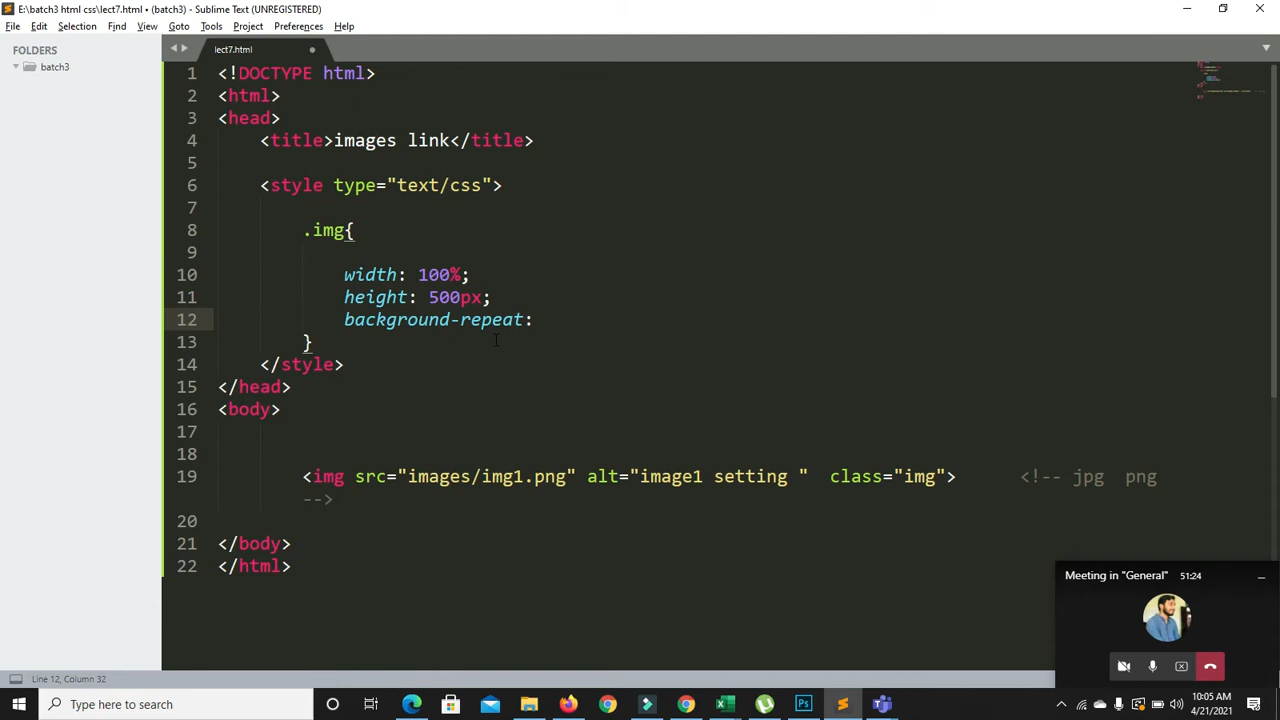 E:\batch3 html css\lect7.html • (batch3) - Sublime Text (UNREGISTERED)
File Edit Selection Find View Goto Tools Project Preferences Help
FOLDERS
batch3
lect7.html
1 <!DOCTYPE html>
2 <html>
3 <head>
4 <title>images link</title>
5
6 <style type="text/css">
7
8 .img{
9
10 width: 100%;
11 height: 500px;
12 background-repeat:
13 }
14 </style>
15 </head>
16 <body>
17
18
19 <img src="images/img1.png" alt="image1 setting "  class="img"> <!-- jpg  png
-->
20
21 </body>
22 </html>
Meeting in "General" 51:24
Line 12, Column 32
Type here to search
10:05 AM
4/21/2021